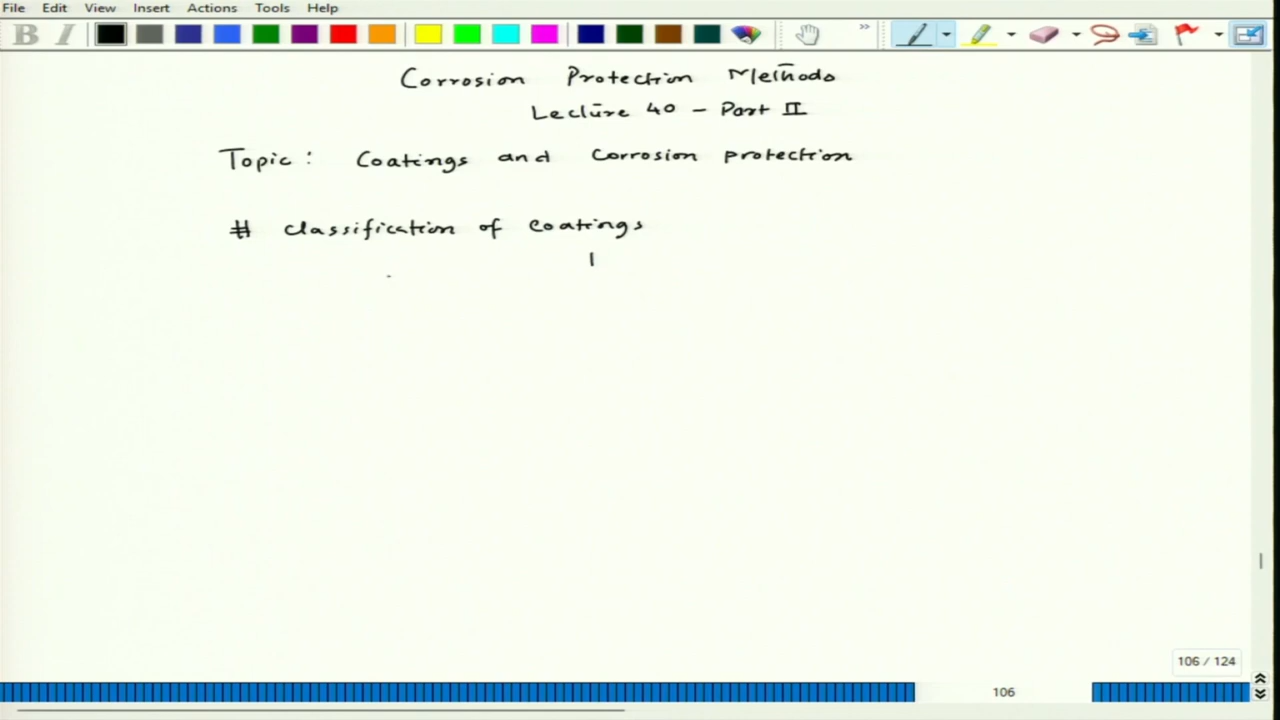 File Edit View Insert Actions Tools Help
B I
Corrosion Protection Methods
Lecture 40 - Part II
Topic : Coatings and Corrosion protection
# Classification of Coatings
106 / 124
106